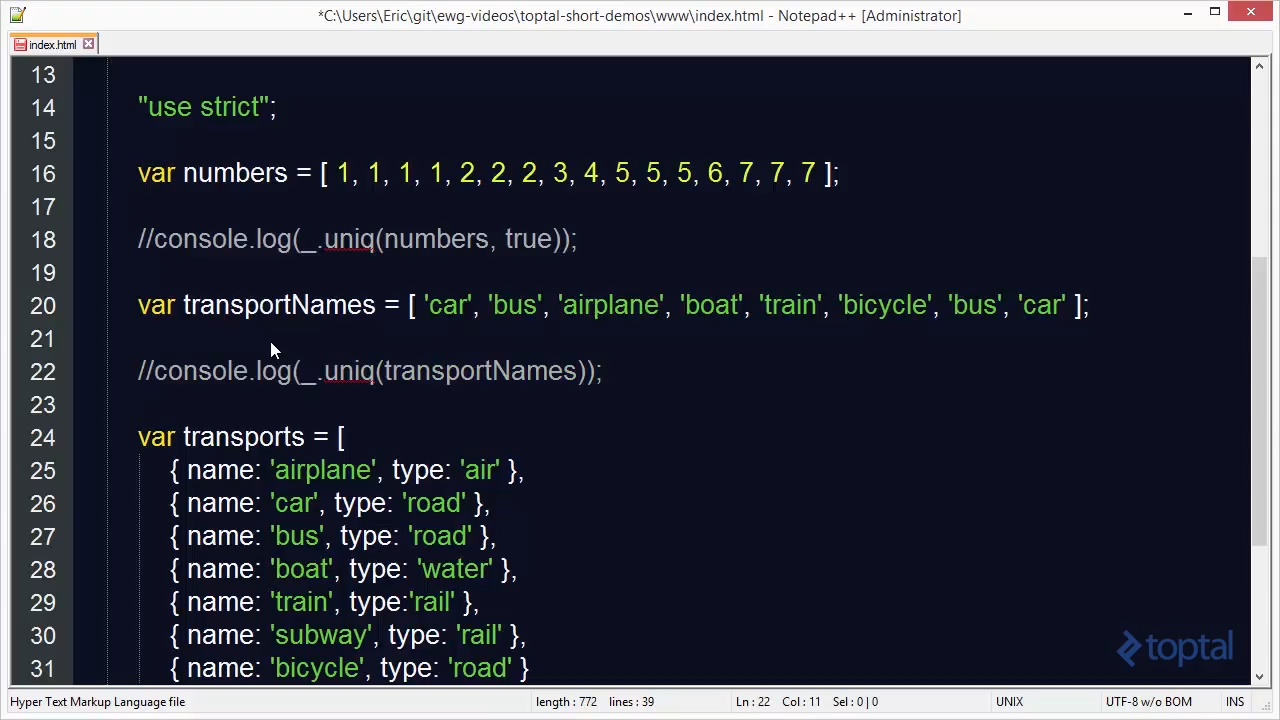 *C:\Users\Eric\git\ewg-videos\toptal-short-demos\www\index.html - Notepad++ [Administrator]
index.html
13
14 "use strict";
15
16 var numbers = [ 1, 1, 1, 1, 2, 2, 2, 3, 4, 5, 5, 5, 6, 7, 7, 7 ];
17
18 //console.log(_.uniq(numbers, true));
19
20 var transportNames = [ 'car', 'bus', 'airplane', 'boat', 'train', 'bicycle', 'bus', 'car' ];
21
22 //console.log(_.uniq(transportNames));
23
24 var transports = [
25 { name: 'airplane', type: 'air' },
26 { name: 'car', type: 'road' },
27 { name: 'bus', type: 'road' },
28 { name: 'boat', type: 'water' },
29 { name: 'train', type:'rail' },
30 { name: 'subway', type: 'rail' },
31 { name: 'bicycle', type: 'road' }
toptal
Hyper Text Markup Language file length : 772 lines : 39 Ln : 22 Col : 11 Sel : 0 | 0 UNIX UTF-8 w/o BOM INS